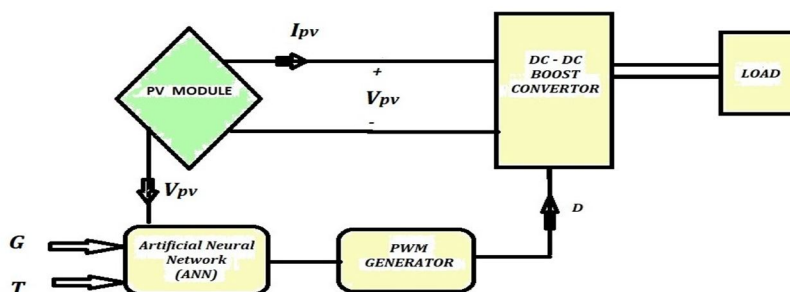 Ipv
PV MODULE
+
Vpv
-
DC - DC
BOOST
CONVERTOR
LOAD
Vpv
D
G
T
Artificial Neural
Network
(ANN)
PWM
GENERATOR